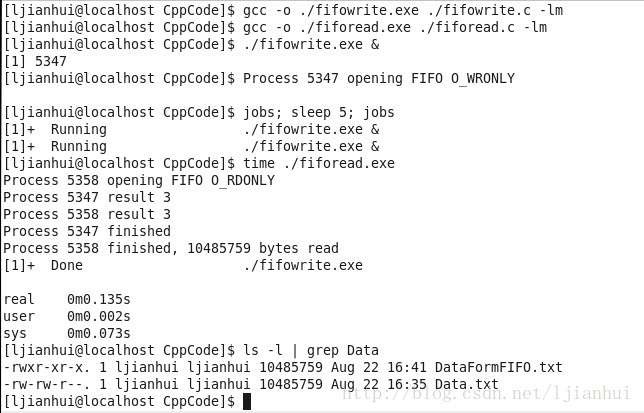 [ljianhui@localhost CppCode]$ gcc -o ./fifowrite.exe ./fifowrite.c -lm
[ljianhui@localhost CppCode]$ gcc -o ./fiforead.exe ./fiforead.c -lm
[ljianhui@localhost CppCode]$ ./fifowrite.exe &
[1] 5347
[ljianhui@localhost CppCode]$ Process 5347 opening FIFO O_WRONLY
[ljianhui@localhost CppCode]$ jobs; sleep 5; jobs
[1]+  Running                 ./fifowrite.exe &
[1]+  Running                 ./fifowrite.exe &
[ljianhui@localhost CppCode]$ time ./fiforead.exe
Process 5358 opening FIFO O_RDONLY
Process 5347 result 3
Process 5358 result 3
Process 5347 finished
Process 5358 finished, 10485759 bytes read
[1]+  Done                    ./fifowrite.exe
real    0m0.135s
user    0m0.002s
sys     0m0.073s
[ljianhui@localhost CppCode]$ ls -l | grep Data
-rwxr-xr-x. 1 ljianhui ljianhui 10485759 Aug 22 16:41 DataFormFIFO.txt
-rw-rw-r--. 1 ljianhui ljianhui 10485759 Aug 22 16:35 Data.txt
[ljianhui@localhost CppCode]$
http://blog.csdn.net/ljianhui